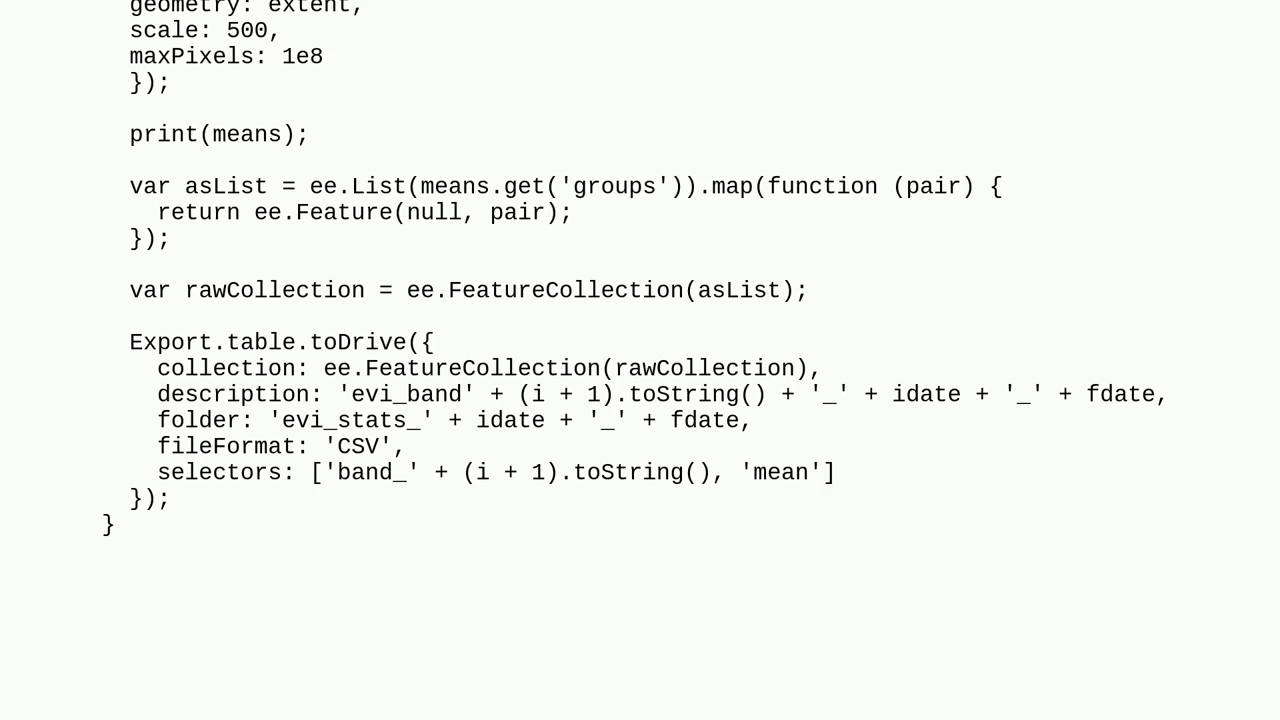 geometry: extent,
scale: 500,
maxPixels: 1e8
});
print(means);
var asList = ee.List(means.get('groups')).map(function (pair) {
return ee.Feature(null, pair);
});
var rawCollection = ee.FeatureCollection(asList);
Export.table.toDrive({
collection: ee.FeatureCollection(rawCollection),
description: 'evi_band' + (i + 1).toString() + '_' + idate + '_' + fdate,
folder: 'evi_stats_' + idate + '_' + fdate,
fileFormat: 'CSV',
selectors: ['band_' + (i + 1).toString(), 'mean']
});
}